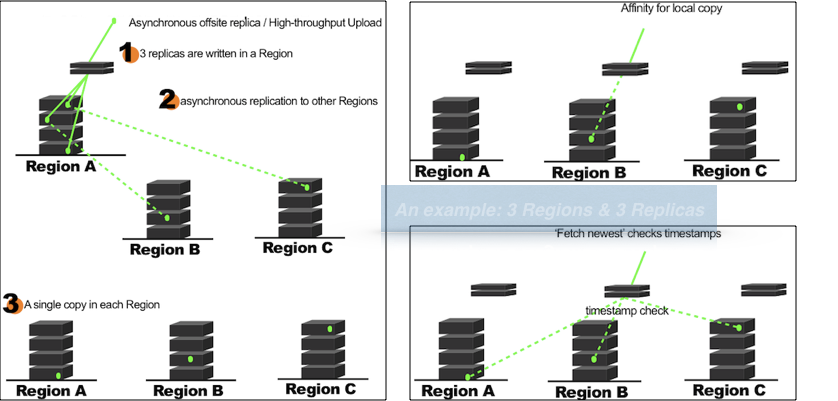 Asynchronous offsite replica / High-throughput Upload
1 3 replicas are written in a Region
2 asynchronous replication to other Regions
Region A
Region B
Region C
3 A single copy in each Region
Region A
Region B
Region C
Affinity for local copy
Region A
Region B
Region C
An example: 3 Regions & 3 Replicas
'Fetch newest' checks timestamps
timestamp check
Region A
Region B
Region C